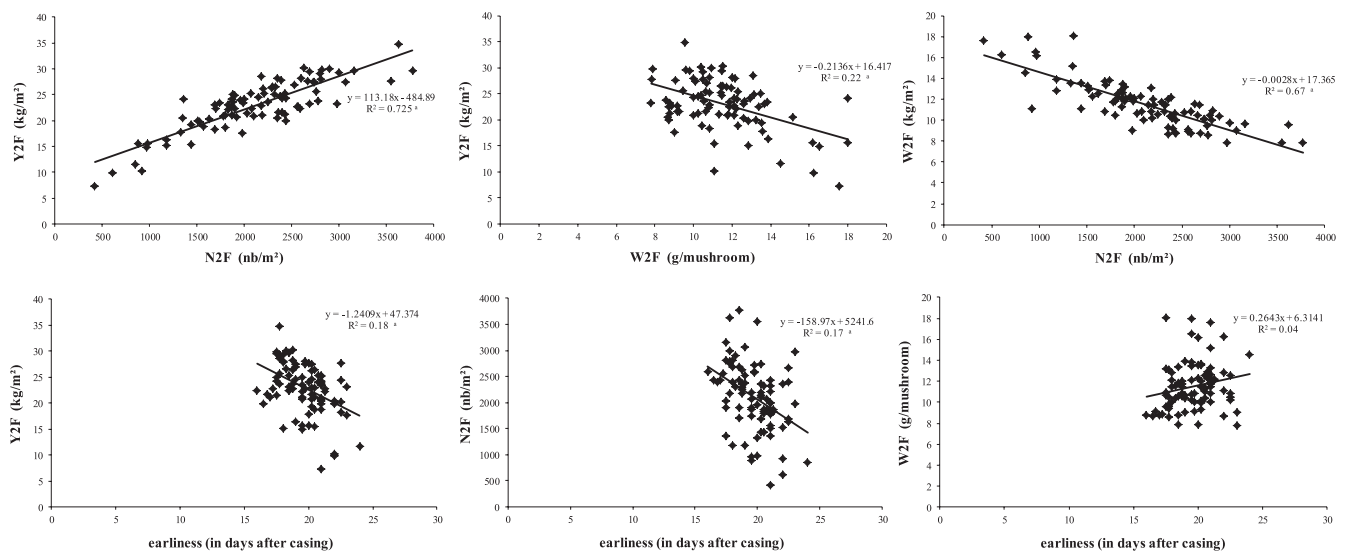 40
35
30
25
20
15
10
5
0
Y2F (kg/m²)
0 500 1000 1500 2000 2500 3000 3500 4000
N2F (nb/m²)
y = 113.18x - 484.89
R² = 0.725 a
40
35
30
25
20
15
10
5
0
Y2F (kg/m²)
0 2 4 6 8 10 12 14 16 18 20
W2F (g/mushroom)
y = -0.2136x + 16.417
R² = 0.22 a
20
18
16
14
12
10
8
6
4
2
0
W2F (kg/m²)
0 500 1000 1500 2000 2500 3000 3500 4000
N2F (nb/m²)
y = -0.0028x + 17.365
R² = 0.67 a
40
35
30
25
20
15
10
5
0
Y2F (kg/m²)
0 5 10 15 20 25 30
earliness (in days after casing)
y = -1.2409x + 47.374
R² = 0.18 a
4000
3500
3000
2500
2000
1500
1000
500
0
N2F (nb/m²)
0 5 10 15 20 25 30
earliness (in days after casing)
y = -158.97x + 5241.6
R² = 0.17 a
20
18
16
14
12
10
8
6
4
2
0
W2F (g/mushroom)
0 5 10 15 20 25 30
earliness (in days after casing)
y = 0.2643x + 6.3141
R² = 0.04